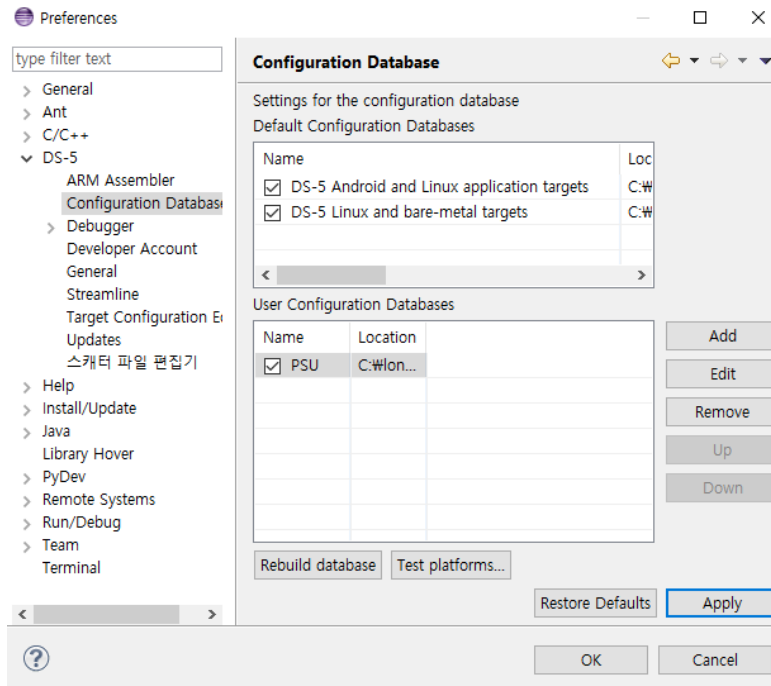 Preferences
type filter text
General
Ant
C/C++
DS-5
ARM Assembler
Configuration Databas
Debugger
Developer Account
General
Streamline
Target Configuration E
Updates
스캐터 파일 편집기
Help
Install/Update
Java
Library Hover
PyDev
Remote Systems
Run/Debug
Team
Terminal
Configuration Database
Settings for the configuration database
Default Configuration Databases
Name Loc
DS-5 Android and Linux application targets C:₩
DS-5 Linux and bare-metal targets C:₩
User Configuration Databases
Name Location
PSU C:₩lon...
Add
Edit
Remove
Up
Down
Rebuild database Test platforms...
Restore Defaults Apply
OK Cancel